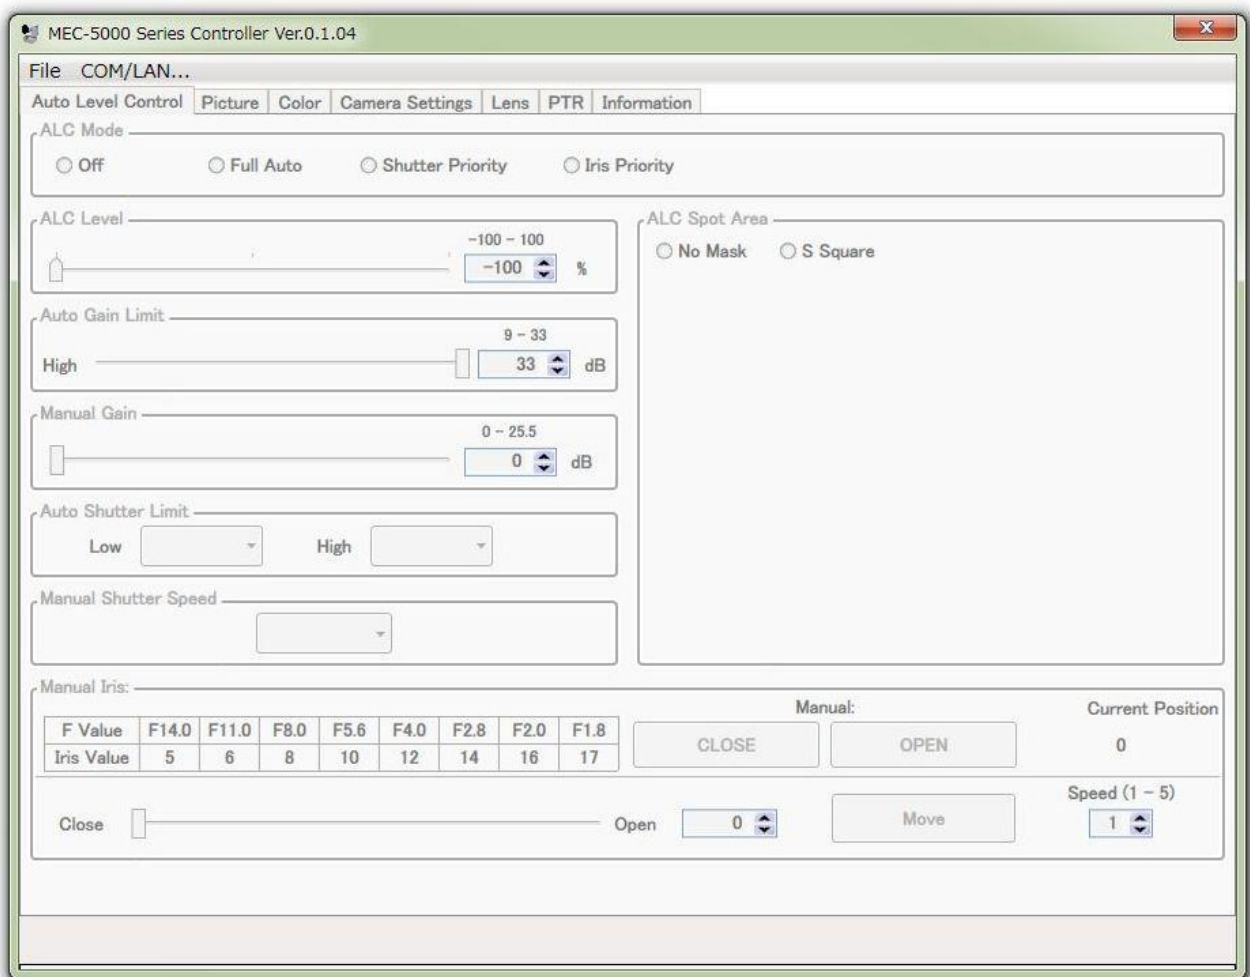 MEC-5000 Series Controller Ver.0.1.04
x
File COM/LAN...
Auto Level Control Picture Color Camera Settings Lens PTR Information
ALC Mode
Off Full Auto Shutter Priority Iris Priority
ALC Level
-100 - 100
-100 %
ALC Spot Area
No Mask S Square
Auto Gain Limit
9 - 33
High 33 dB
Manual Gain
0 - 25.5
0 dB
Auto Shutter Limit
Low High
Manual Shutter Speed
Manual Iris:
F Value F14.0 F11.0 F8.0 F5.6 F4.0 F2.8 F2.0 F1.8
Iris Value 5 6 8 10 12 14 16 17
Manual:
CLOSE OPEN
Current Position
0
Close Open 0 Move
Speed (1 - 5)
1